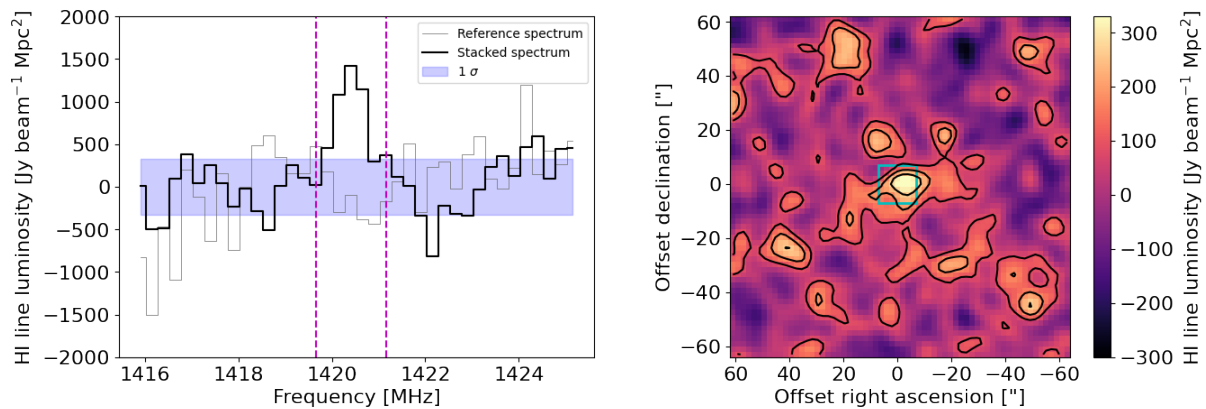 2000
1500
1000
500
0
−500
−1000
−1500
−2000
HI line luminosity [Jy beam⁻¹ Mpc²]
Reference spectrum
Stacked spectrum
1 σ
1416 1418 1420 1422 1424
Frequency [MHz]
60
40
20
0
−20
−40
−60
Offset declination ["]
60 40 20 0 −20 −40 −60
Offset right ascension ["]
300
200
100
0
−100
−200
−300
HI line luminosity [Jy beam⁻¹ Mpc²]